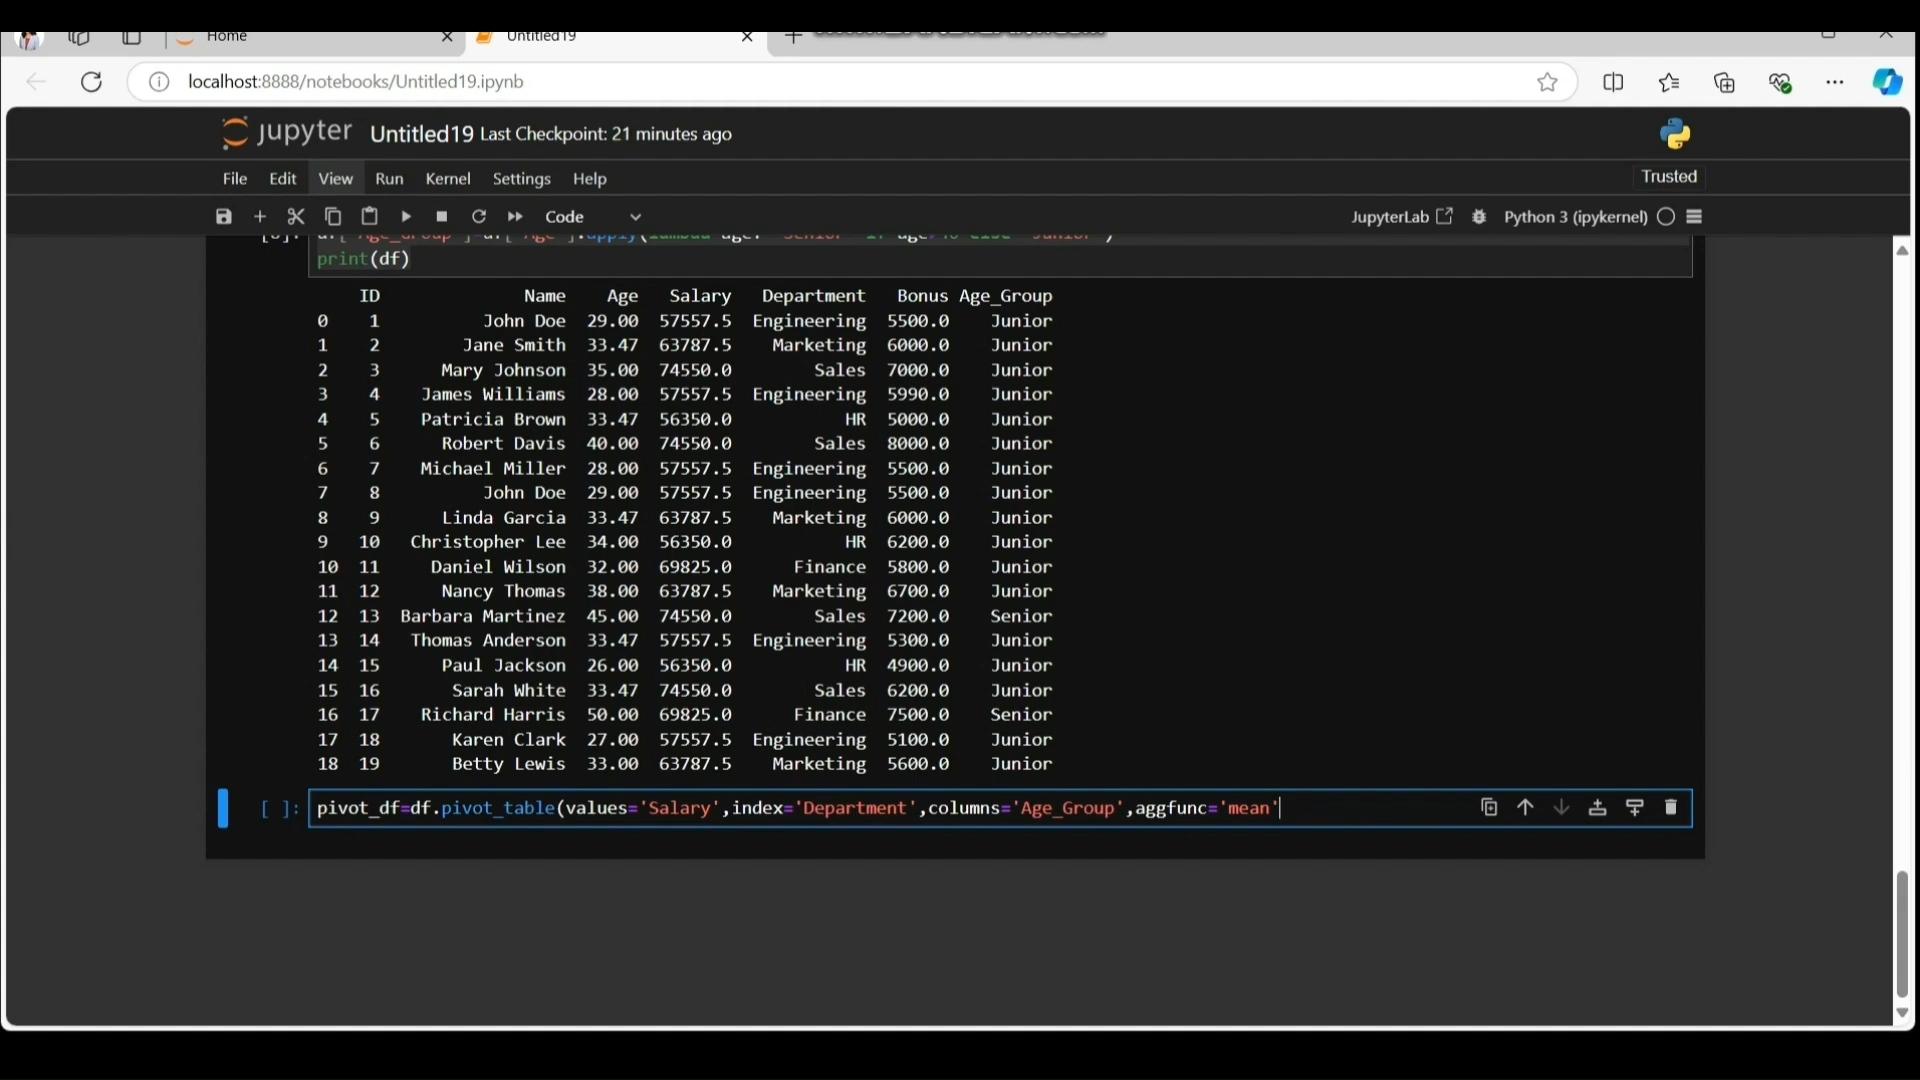 Home
Untitled19
localhost:8888/notebooks/Untitled19.ipynb
jupyter Untitled19 Last Checkpoint: 21 minutes ago
File Edit View Run Kernel Settings Help
Trusted
Code
JupyterLab Python 3 (ipykernel)
print(df)
ID Name Age Salary Department Bonus Age_Group
0 1 John Doe 29.00 57557.5 Engineering 5500.0 Junior
1 2 Jane Smith 33.47 63787.5 Marketing 6000.0 Junior
2 3 Mary Johnson 35.00 74550.0 Sales 7000.0 Junior
3 4 James Williams 28.00 57557.5 Engineering 5990.0 Junior
4 5 Patricia Brown 33.47 56350.0 HR 5000.0 Junior
5 6 Robert Davis 40.00 74550.0 Sales 8000.0 Junior
6 7 Michael Miller 28.00 57557.5 Engineering 5500.0 Junior
7 8 John Doe 29.00 57557.5 Engineering 5500.0 Junior
8 9 Linda Garcia 33.47 63787.5 Marketing 6000.0 Junior
9 10 Christopher Lee 34.00 56350.0 HR 6200.0 Junior
10 11 Daniel Wilson 32.00 69825.0 Finance 5800.0 Junior
11 12 Nancy Thomas 38.00 63787.5 Marketing 6700.0 Junior
12 13 Barbara Martinez 45.00 74550.0 Sales 7200.0 Senior
13 14 Thomas Anderson 33.47 57557.5 Engineering 5300.0 Junior
14 15 Paul Jackson 26.00 56350.0 HR 4900.0 Junior
15 16 Sarah White 33.47 74550.0 Sales 6200.0 Junior
16 17 Richard Harris 50.00 69825.0 Finance 7500.0 Senior
17 18 Karen Clark 27.00 57557.5 Engineering 5100.0 Junior
18 19 Betty Lewis 33.00 63787.5 Marketing 5600.0 Junior
[ ]: pivot_df=df.pivot_table(values='Salary',index='Department',columns='Age_Group',aggfunc='mean'